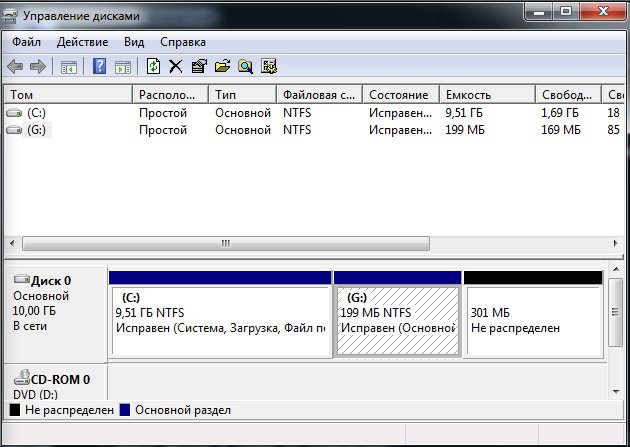 Управление дисками
Файл Действие Вид Справка
Том Располо... Тип Файловая с... Состояние Емкость Свобод... Сво
(C:) Простой Основной NTFS Исправен... 9,51 ГБ 1,69 ГБ 18
(G:) Простой Основной NTFS Исправен... 199 МБ 169 МБ 85
Диск 0
Основной
10,00 ГБ
В сети
(C:)
9,51 ГБ NTFS
Исправен (Система, Загрузка, Файл по
(G:)
199 МБ NTFS
Исправен (Основной
301 МБ
Не распределен
CD-ROM 0
DVD (D:)
Не распределен Основной раздел